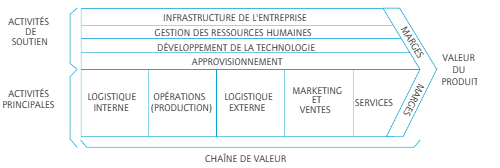 ACTIVITÉS
DE
SOUTIEN
INFRASTRUCTURE DE L'ENTREPRISE
GESTION DES RESSOURCES HUMAINES
DÉVELOPPEMENT DE LA TECHNOLOGIE
APPROVISIONNEMENT
MARGES
VALEUR
DU
PRODUIT
ACTIVITÉS
PRINCIPALES
LOGISTIQUE
INTERNE
OPÉRATIONS
(PRODUCTION)
LOGISTIQUE
EXTERNE
MARKETING
ET
VENTES
SERVICES
MARGES
CHAÎNE DE VALEUR